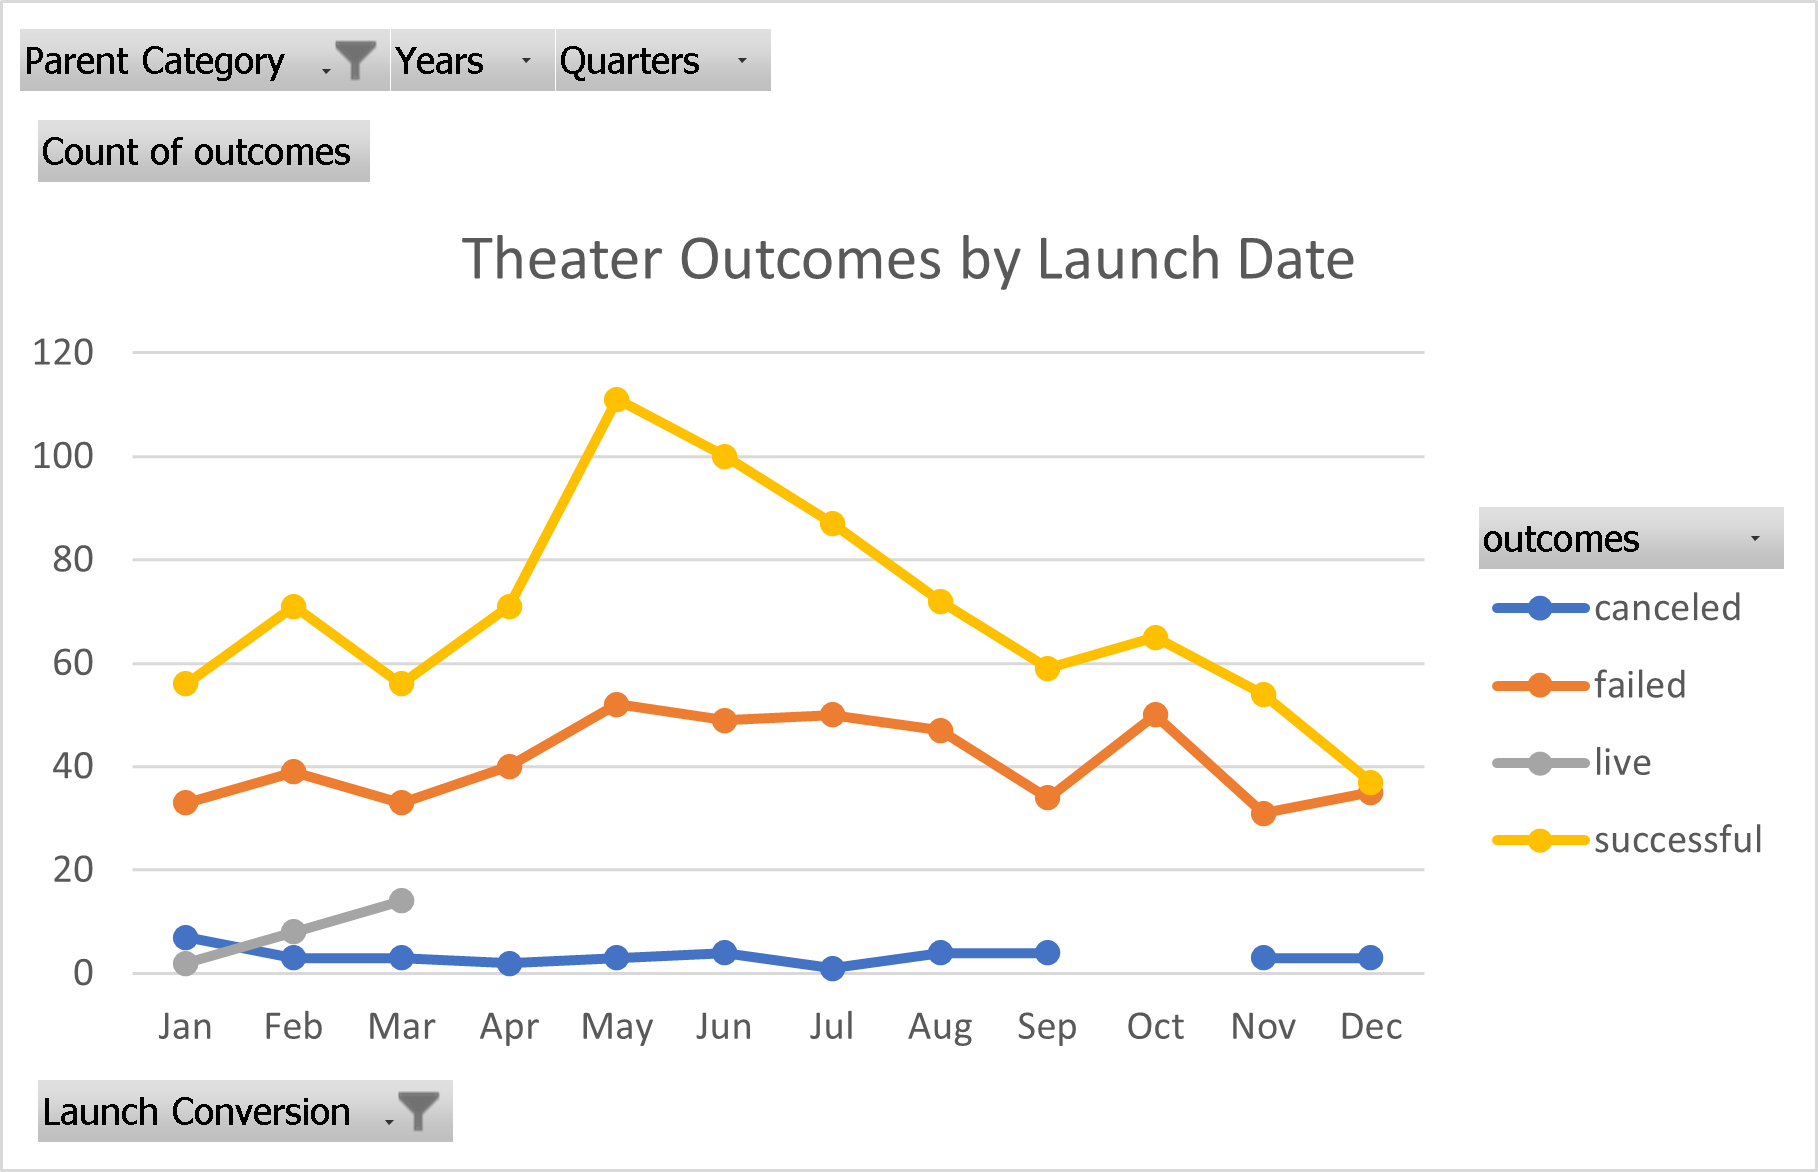 Parent Category Years Quarters
Count of outcomes
Theater Outcomes by Launch Date
120
100
80
60
40
20
0
Jan Feb Mar Apr May Jun Jul Aug Sep Oct Nov Dec
outcomes
canceled
failed
live
successful
Launch Conversion